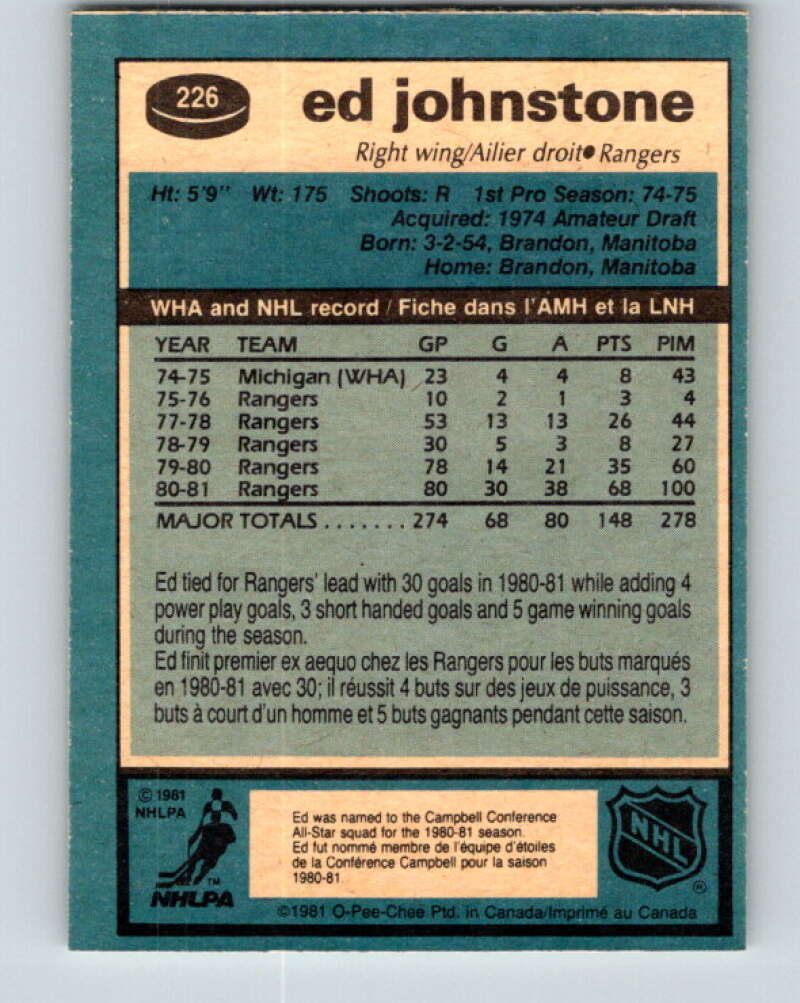 226
ed johnstone
Right wing/Ailier droit● Rangers
Ht: 5'9" Wt: 175 Shoots: R 1st Pro Season: 74-75
Acquired: 1974 Amateur Draft
Born: 3-2-54, Brandon, Manitoba
Home: Brandon, Manitoba
WHA and NHL record / Fiche dans l'AMH et la LNH
YEAR TEAM GP G A PTS PIM
74-75 Michigan (WHA) 23 4 4 8 43
75-76 Rangers 10 2 1 3 4
77-78 Rangers 53 13 13 26 44
78-79 Rangers 30 5 3 8 27
79-80 Rangers 78 14 21 35 60
80-81 Rangers 80 30 38 68 100
MAJOR TOTALS ....... 274 68 80 148 278
Ed tied for Rangers' lead with 30 goals in 1980-81 while adding 4
power play goals, 3 short handed goals and 5 game winning goals
during the season.
Ed finit premier ex aequo chez les Rangers pour les buts marqués
en 1980-81 avec 30; il réussit 4 buts sur des jeux de puissance, 3
buts à court d'un homme et 5 buts gagnants pendant cette saison.
© 1981
NHLPA
TM
NHLPA
Ed was named to the Campbell Conference
All-Star squad for the 1980-81 season.
Ed fut nommé membre de l'équipe d'étoiles
de la Conférence Campbell pour la saison
1980-81.
NHL
®
©1981 O-Pee-Chee Ptd. in Canada/Imprimé au Canada